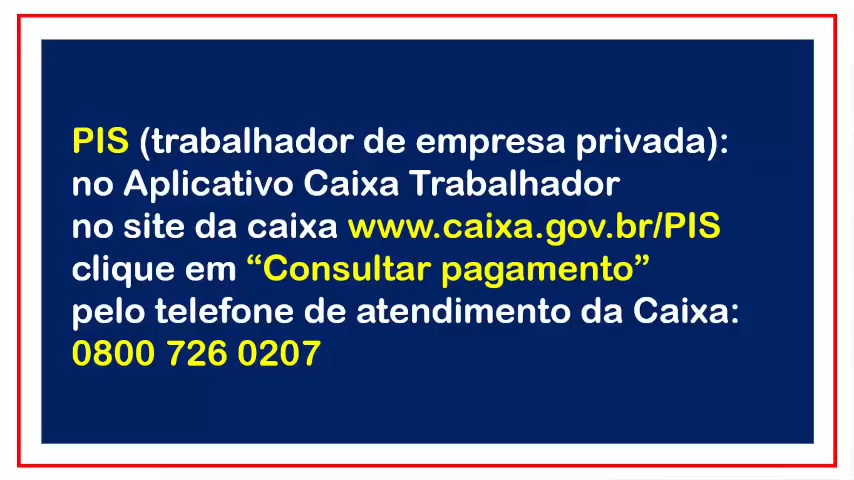 PIS (trabalhador de empresa privada):
no Aplicativo Caixa Trabalhador
no site da caixa www.caixa.gov.br/PIS
clique em “Consultar pagamento”
pelo telefone de atendimento da Caixa:
0800 726 0207